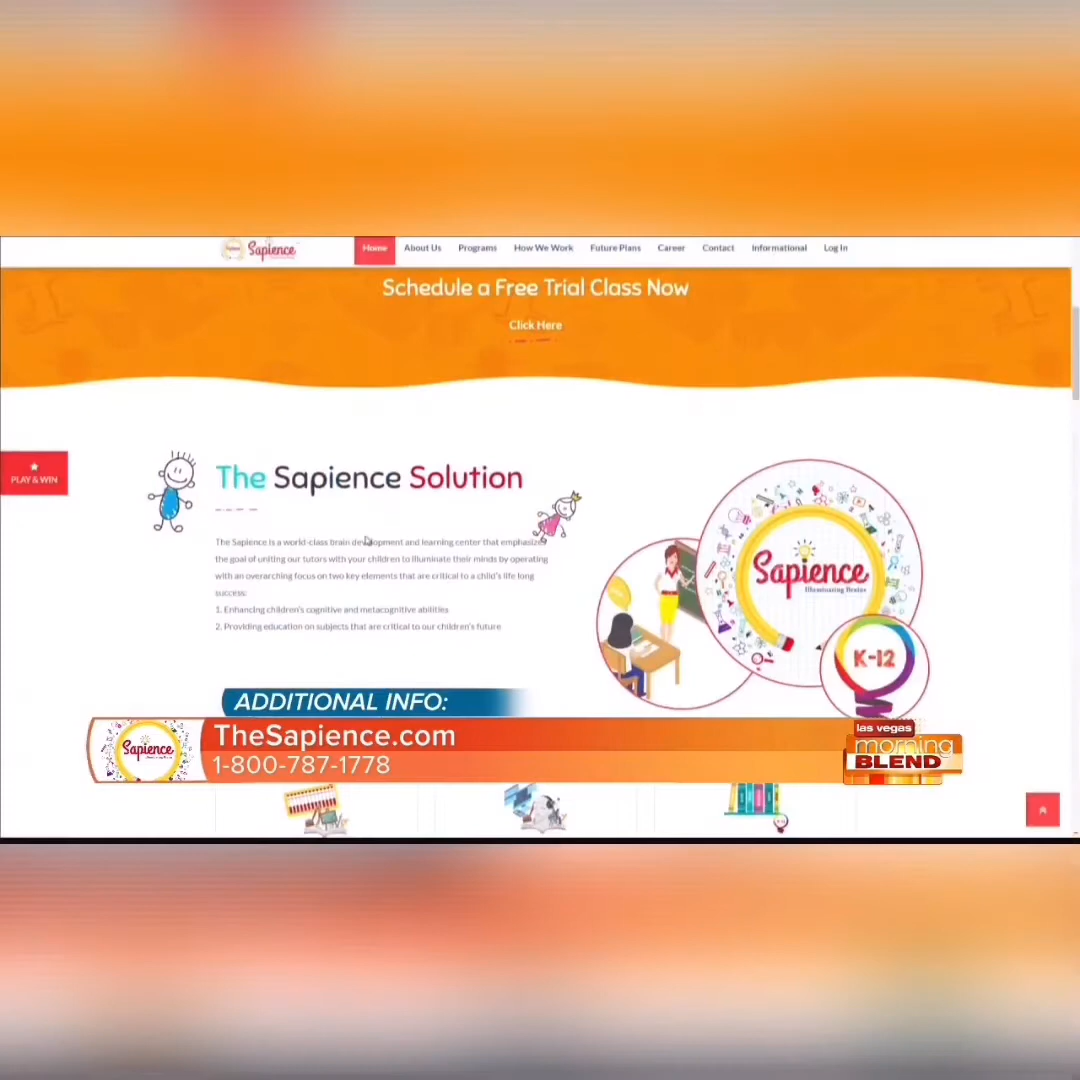 Sapience
Home About Us Programs How We Work Future Plans Career Contact Informational Log In
Schedule a Free Trial Class Now
Click Here
PLAY & WIN
The Sapience Solution
The Sapience is a world-class brain development and learning center that emphasizes
the goal of uniting our tutors with your children to illuminate their minds by operating
with an overarching focus on two key elements that are critical to a child's life long
success:
1. Enhancing children's cognitive and metacognitive abilities
2. Providing education on subjects that are critical to our children's future
Sapience
Illuminating Brains
K-12
ADDITIONAL INFO:
Sapience
TheSapience.com
1-800-787-1778
las vegas
morning
BLEND